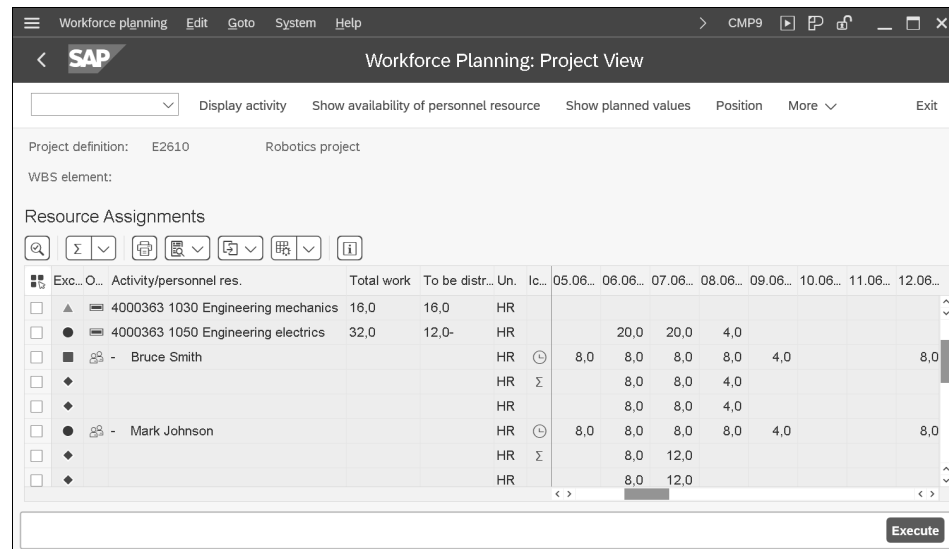 Workforce planning Edit Goto System Help CMP9
SAP Workforce Planning: Project View
Display activity Show availability of personnel resource Show planned values Position More Exit
Project definition: E2610 Robotics project
WBS element:
Resource Assignments
Exc... O... Activity/personnel res. Total work To be distr... Un. Ic... 05.06... 06.06... 07.06... 08.06... 09.06... 10.06... 11.06... 12.06...
4000363 1030 Engineering mechanics 16,0 16,0 HR
4000363 1050 Engineering electrics 32,0 12,0- HR 20,0 20,0 4,0
- Bruce Smith HR 8,0 8,0 8,0 8,0 4,0 8,0
HR Σ 8,0 8,0 4,0
HR 8,0 8,0 4,0
- Mark Johnson HR 8,0 8,0 8,0 8,0 4,0 8,0
HR Σ 8,0 12,0
HR 8,0 12,0
Execute